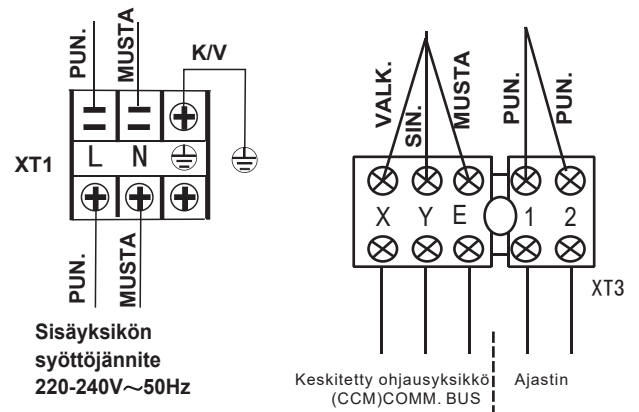 PUN.
MUSTA
K/V
XT1
L N
PUN.
MUSTA
Sisäyksikön
syöttöjännite
220-240V～50Hz
VALK.
SIN.
MUSTA
PUN.
PUN.
X Y E 1 2
XT3
Keskitetty ohjausyksikkö
(CCM)COMM. BUS
Ajastin